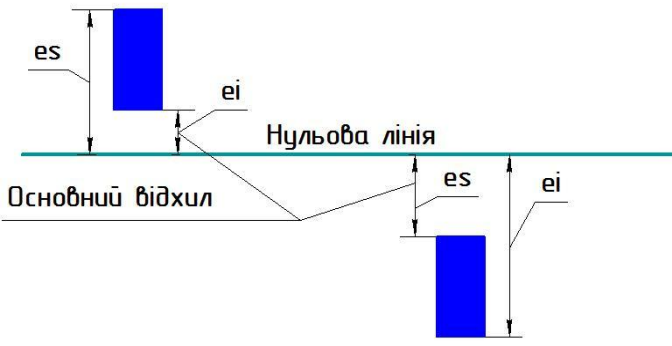 es
ei
Нульова лінія
es
ei
Основний відхил